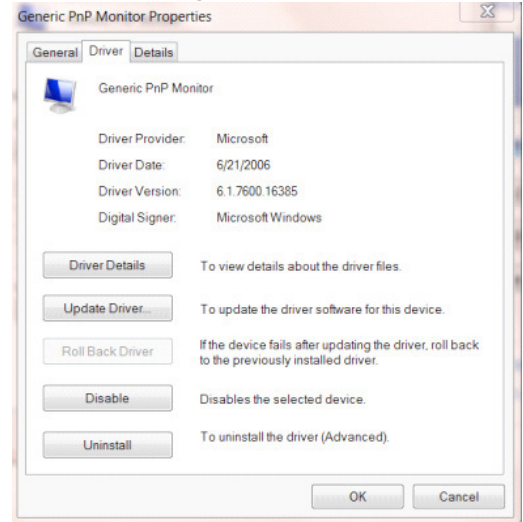 Generic PnP Monitor Properties
General Driver Details
Generic PnP Monitor
Driver Provider: Microsoft
Driver Date: 6/21/2006
Driver Version: 6.1.7600.16385
Digital Signer: Microsoft Windows
Driver Details To view details about the driver files.
Update Driver... To update the driver software for this device.
Roll Back Driver If the device fails after updating the driver, roll back
to the previously installed driver.
Disable Disables the selected device.
Uninstall To uninstall the driver (Advanced).
OK Cancel